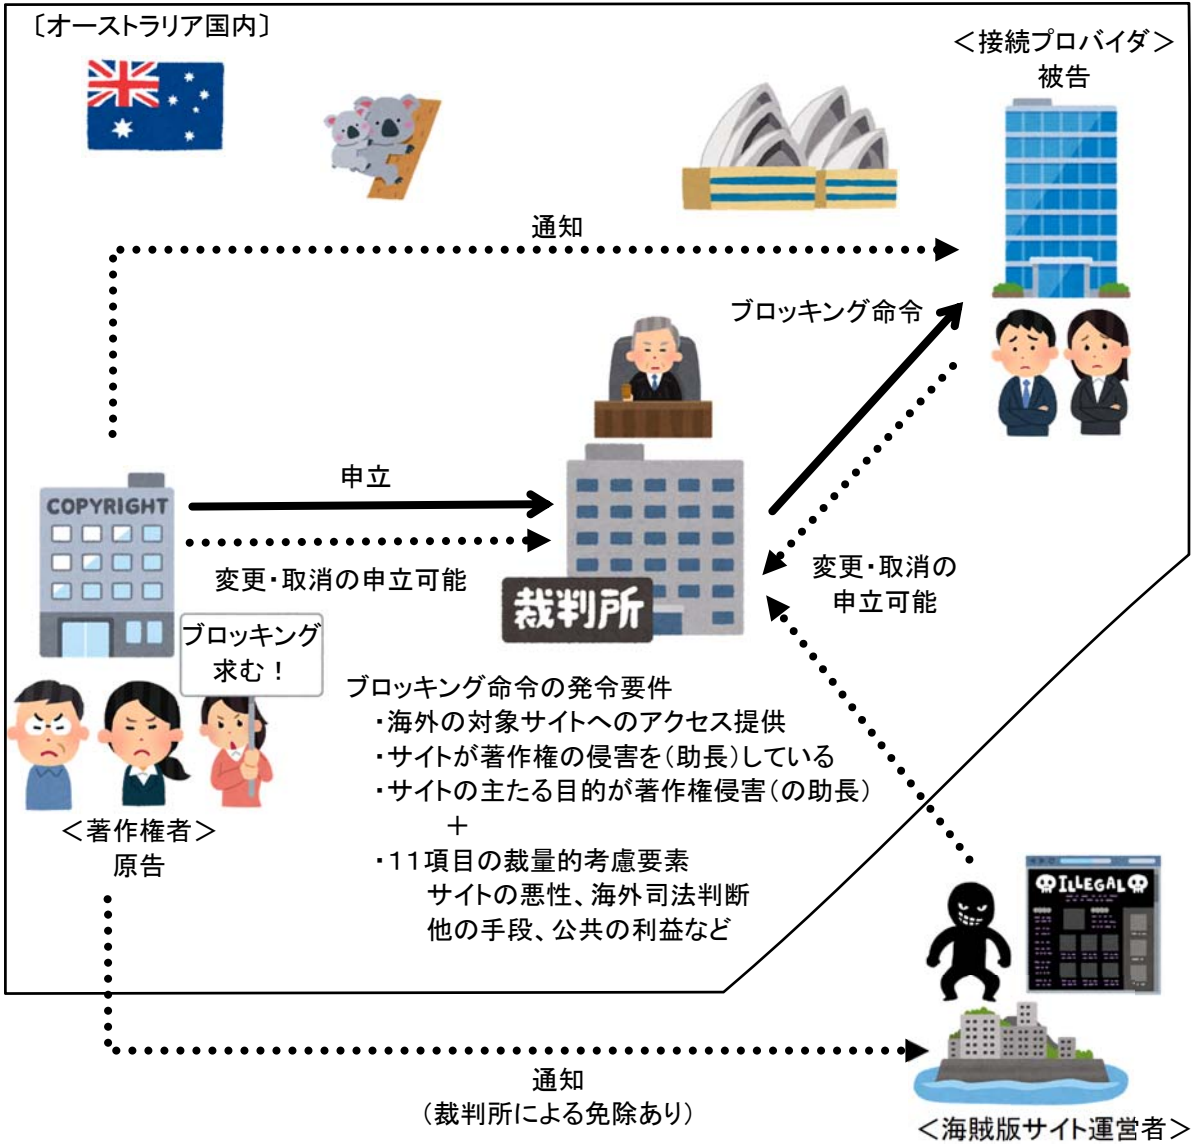 〔オーストラリア国内〕
＜接続プロバイダ＞
被告
通知
ブロッキング命令
申立
COPYRIGHT
変更・取消の申立可能
変更・取消の
申立可能
裁判所
ブロッキング
求む！
ブロッキング命令の発令要件
・海外の対象サイトへのアクセス提供
・サイトが著作権の侵害を（助長）している
・サイトの主たる目的が著作権侵害（の助長）
＋
・１１項目の裁量的考慮要素
サイトの悪性、海外司法判断
他の手段、公共の利益など
＜著作権者＞
原告
ILLEGAL
通知
（裁判所による免除あり）
＜海賊版サイト運営者＞